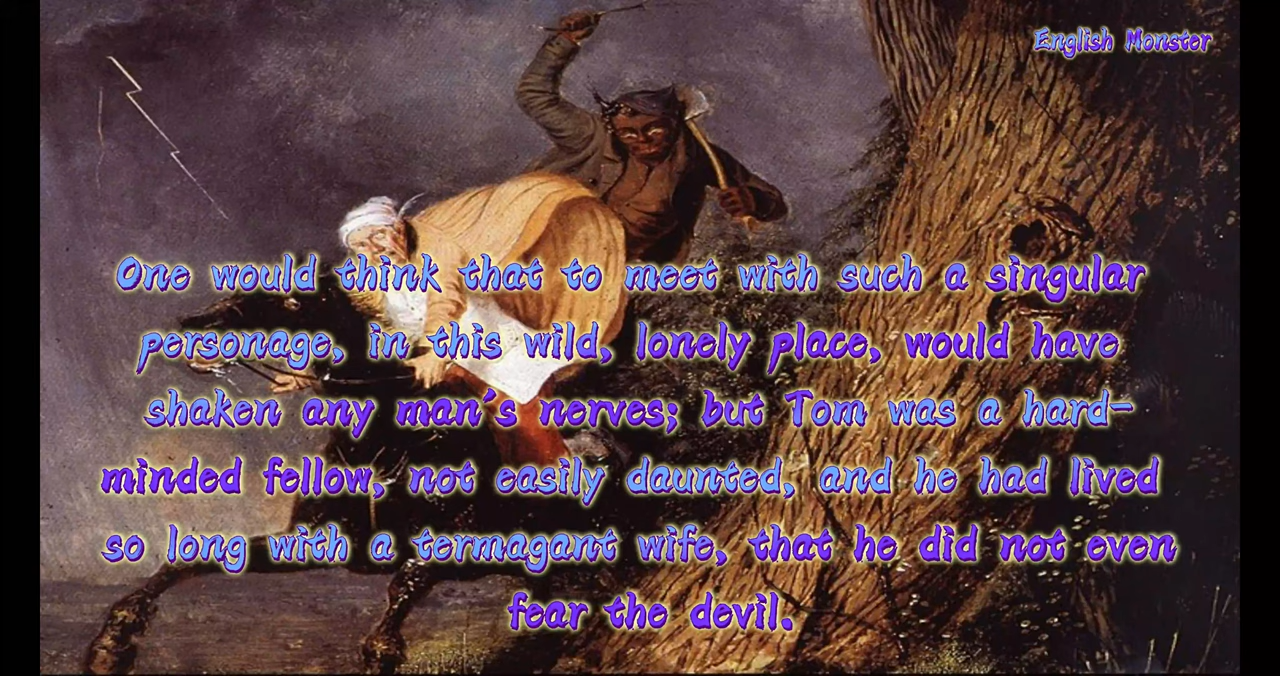 English Monster
One would think that to meet with such a singular
personage, in this wild, lonely place, would have
shaken any man's nerves; but Tom was a hard-
minded fellow, not easily daunted, and he had lived
so long with a termagant wife, that he did not even
fear the devil.